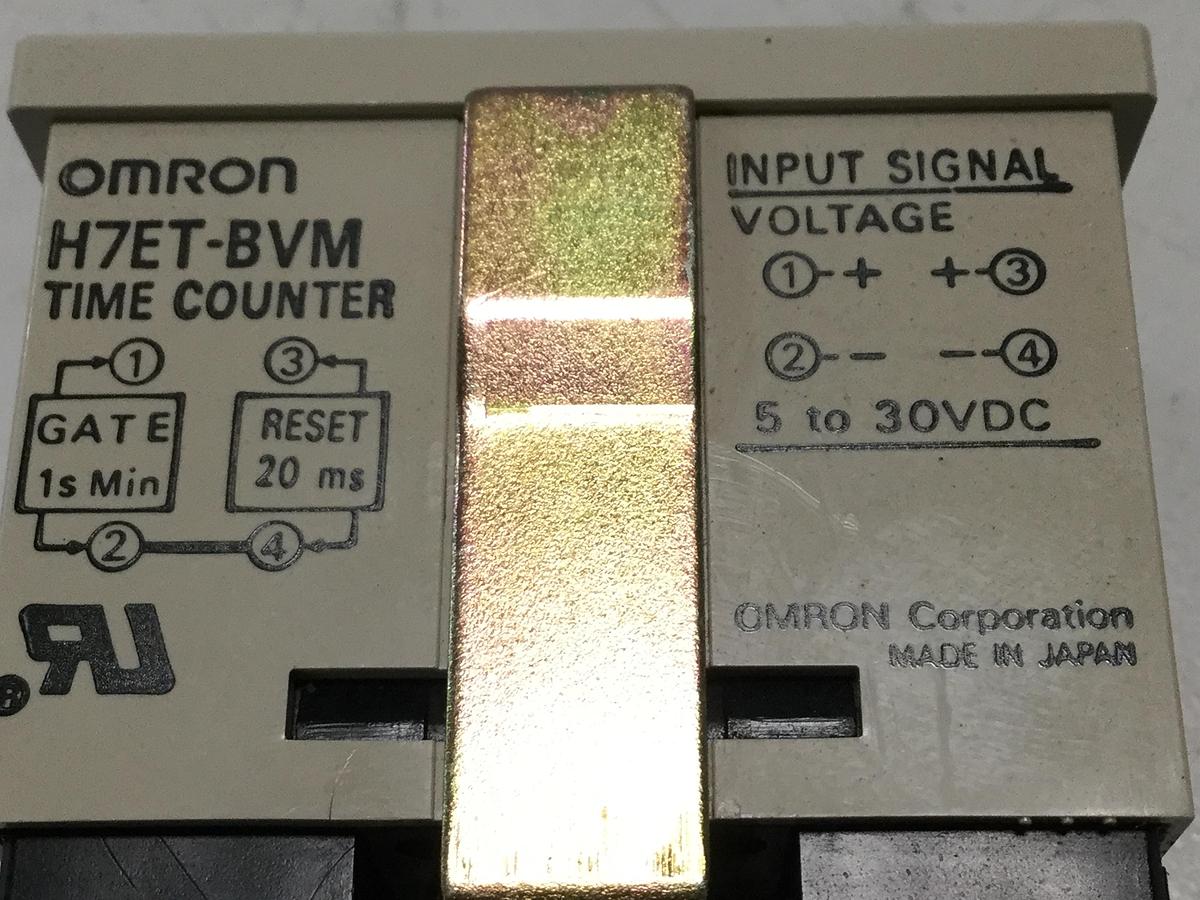 OMRON
H7ET-BVM
TIME COUNTER
1 3
GATE RESET
1s Min 20 ms
2 4
RU
®
INPUT SIGNAL
VOLTAGE
1 + + 3
2 - - 4
5 to 30VDC
OMRON Corporation
MADE IN JAPAN